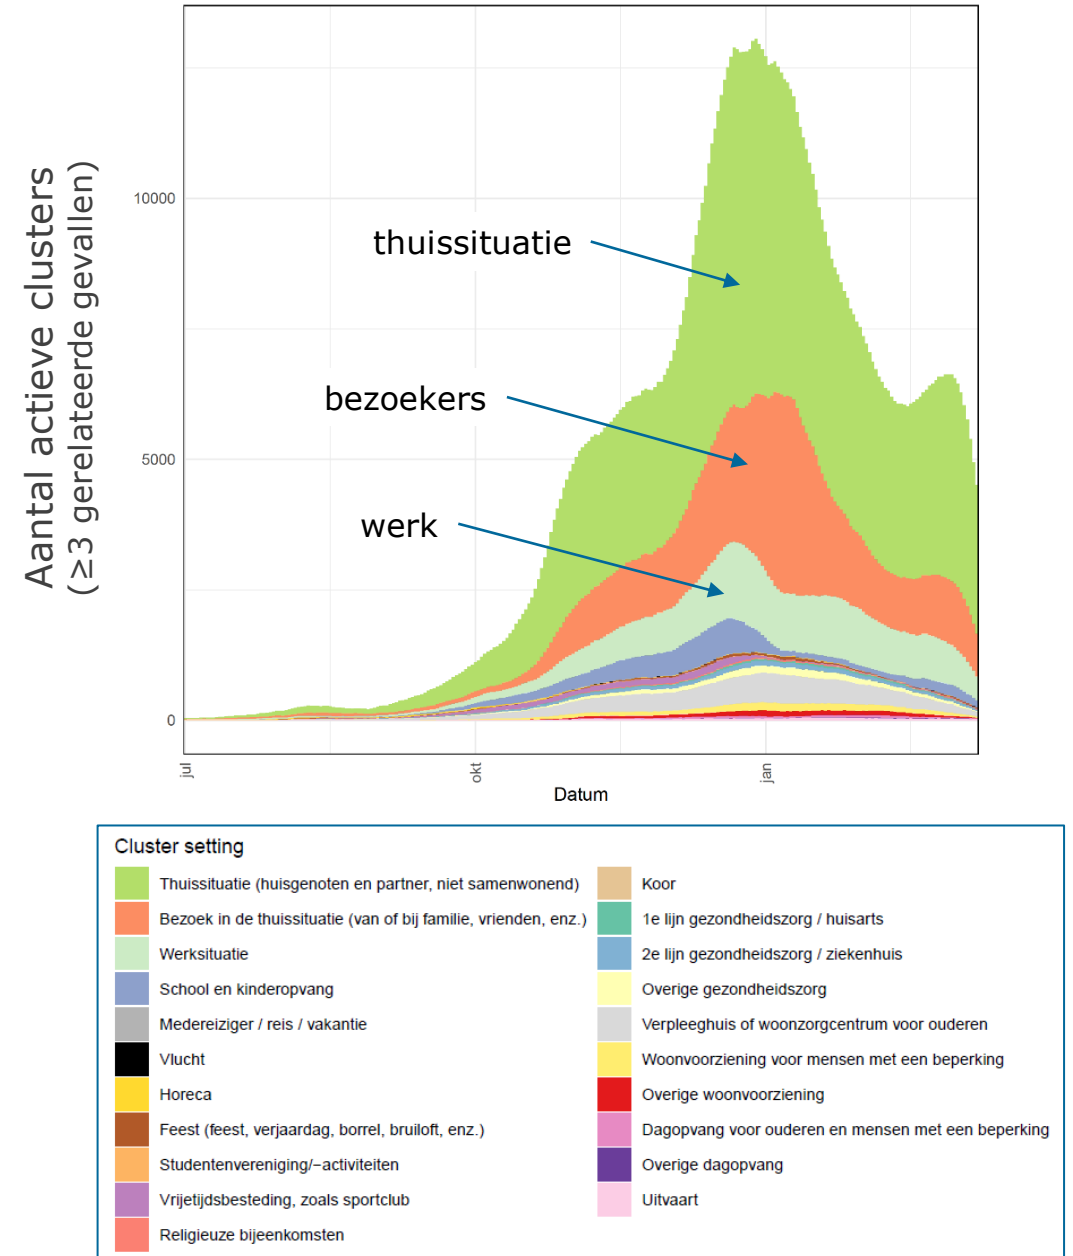 Aantal actieve clusters
(≥3 gerelateerde gevallen)
10000
5000
0
thuissituatie
bezoekers
werk
jul
okt
jan
Datum
Cluster setting
Thuissituatie (huisgenoten en partner, niet samenwonend)
Bezoek in de thuissituatie (van of bij familie, vrienden, enz.)
Werksituatie
School en kinderopvang
Medereiziger / reis / vakantie
Vlucht
Horeca
Feest (feest, verjaardag, borrel, bruiloft, enz.)
Studentenvereniging/−activiteiten
Vrijetijdsbesteding, zoals sportclub
Religieuze bijeenkomsten
Koor
1e lijn gezondheidszorg / huisarts
2e lijn gezondheidszorg / ziekenhuis
Overige gezondheidszorg
Verpleeghuis of woonzorgcentrum voor ouderen
Woonvoorziening voor mensen met een beperking
Overige woonvoorziening
Dagopvang voor ouderen en mensen met een beperking
Overige dagopvang
Uitvaart